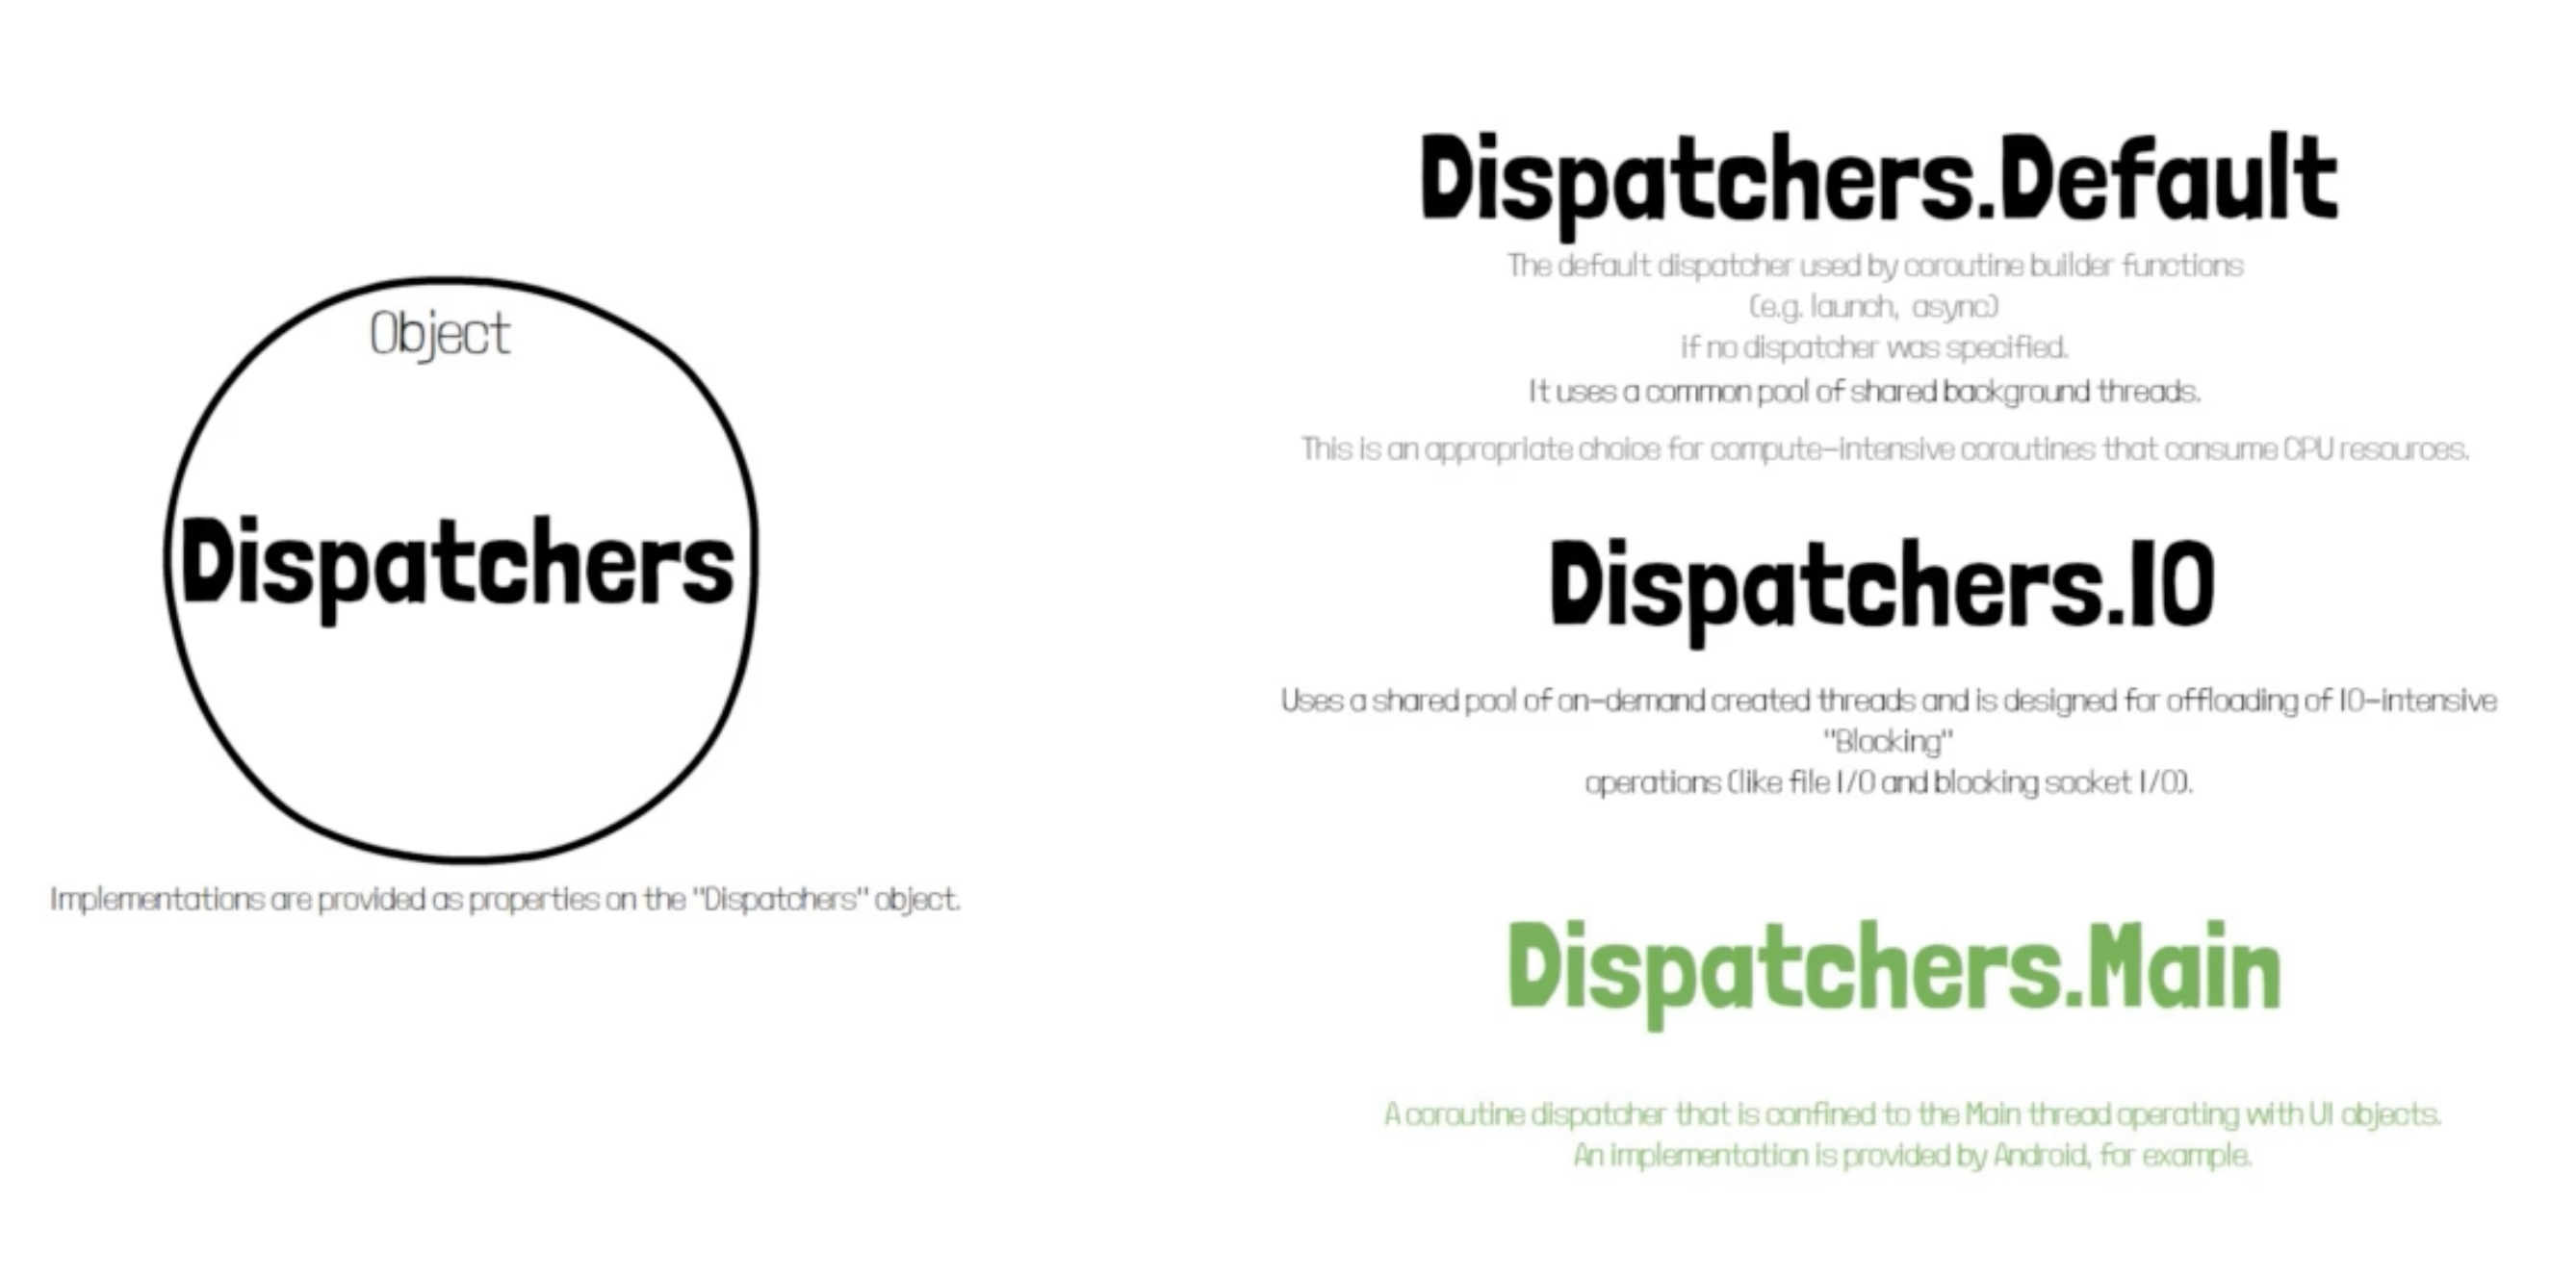 Object
Dispatchers
Implementations are provided as properties on the "Dispatchers" object.
Dispatchers.Default
The default dispatcher used by coroutine builder functions
(e.g. launch, async)
if no dispatcher was specified.
It uses a common pool of shared background threads.
This is an appropriate choice for compute-intensive coroutines that consume CPU resources.
Dispatchers.IO
Uses a shared pool of on-demand created threads and is designed for offloading of IO-intensive
"Blocking"
operations (like file I/O and blocking socket I/O).
Dispatchers.Main
A coroutine dispatcher that is confined to the Main thread operating with UI objects.
An implementation is provided by Android, for example.